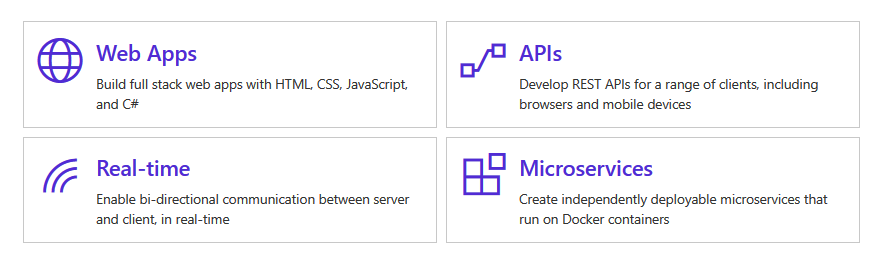 Web Apps
Build full stack web apps with HTML, CSS, JavaScript,
and C#
APIs
Develop REST APIs for a range of clients, including
browsers and mobile devices
Real-time
Enable bi-directional communication between server
and client, in real-time
Microservices
Create independently deployable microservices that
run on Docker containers